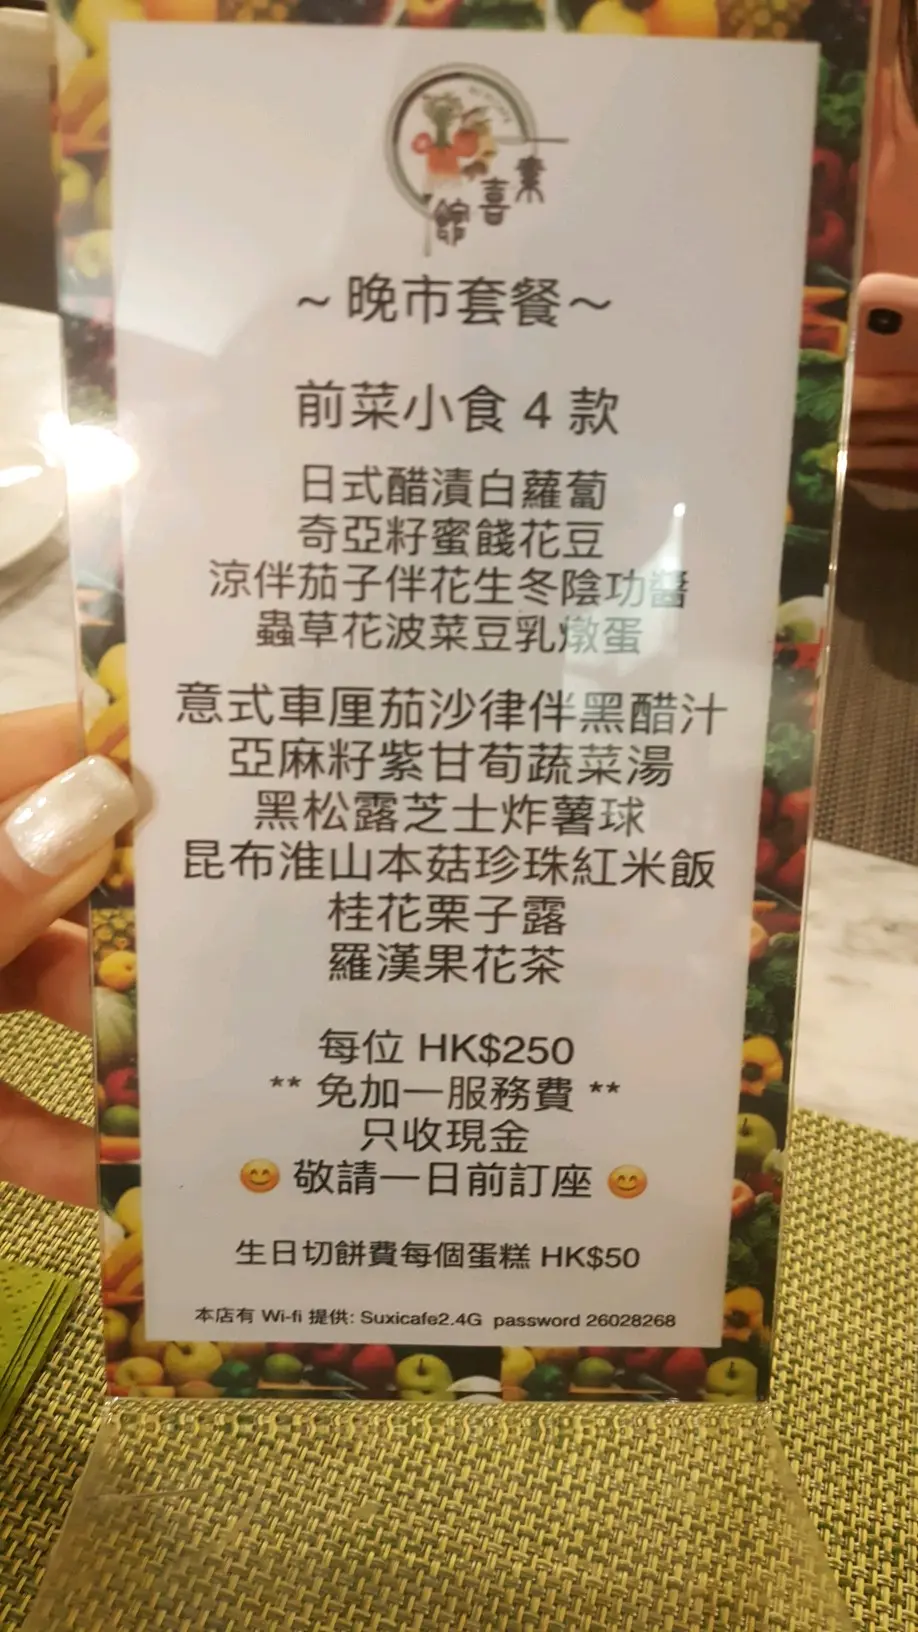 素喜館
~ 晚市套餐~
前菜小食 4 款
日式醋漬白蘿蔔
奇亞籽蜜餞花豆
涼伴茄子伴花生冬陰功醬
蟲草花波菜豆乳燉蛋
意式車厘茄沙律伴黑醋汁
亞麻籽紫甘荀蔬菜湯
黑松露芝士炸薯球
昆布淮山本菇珍珠紅米飯
桂花栗子露
羅漢果花茶
每位 HK$250
** 免加一服務費 **
只收現金
😊 敬請一日前訂座 😊
生日切餅費每個蛋糕 HK$50
本店有 Wi-fi 提供: Suxicafe2.4G password 26028268